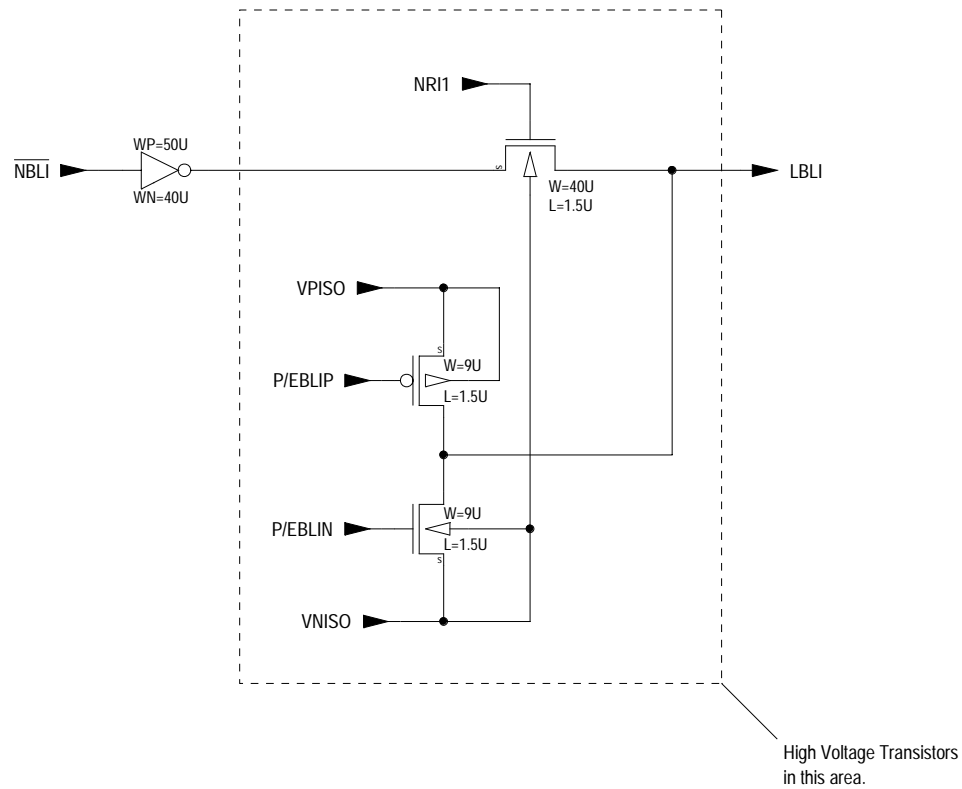 NRI1
WP=50U
NBLI
s
LBLI
WN=40U
W=40U
L=1.5U
VPISO
s
W=9U
P/EBLIP
L=1.5U
W=9U
P/EBLIN
L=1.5U
s
VNISO
High Voltage Transistors
in this area.